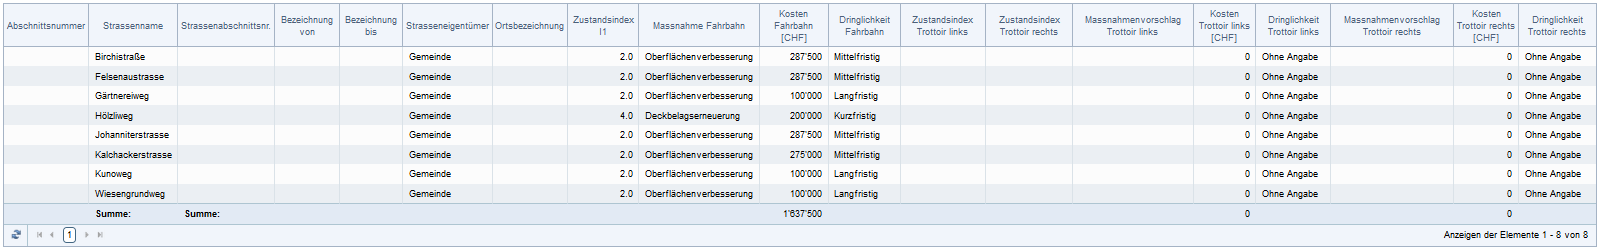 Abschnittsnummer Strassenname Strassenabschnittsnr. Bezeichnung von Bezeichnung bis Strasseneigentümer Ortsbezeichnung Zustandsindex I1 Massnahme Fahrbahn Kosten Fahrbahn [CHF] Dringlichkeit Fahrbahn Zustandsindex Trottoir links Zustandsindex Trottoir rechts Massnahmenvorschlag Trottoir links Kosten Trottoir links [CHF] Dringlichkeit Trottoir links Massnahmenvorschlag Trottoir rechts Kosten Trottoir rechts [CHF] Dringlichkeit Trottoir rechts
Birchistraße Gemeinde 2.0 Oberflächenverbesserung 287'500 Mittelfristig 0 Ohne Angabe 0 Ohne Angabe
Felsenaustrasse Gemeinde 2.0 Oberflächenverbesserung 287'500 Mittelfristig 0 Ohne Angabe 0 Ohne Angabe
Gärtnereiweg Gemeinde 2.0 Oberflächenverbesserung 100'000 Langfristig 0 Ohne Angabe 0 Ohne Angabe
Hölzliweg Gemeinde 4.0 Deckbelagserneuerung 200'000 Kurzfristig 0 Ohne Angabe 0 Ohne Angabe
Johanniterstrasse Gemeinde 2.0 Oberflächenverbesserung 287'500 Mittelfristig 0 Ohne Angabe 0 Ohne Angabe
Kalchackerstrasse Gemeinde 2.0 Oberflächenverbesserung 275'000 Mittelfristig 0 Ohne Angabe 0 Ohne Angabe
Kunoweg Gemeinde 2.0 Oberflächenverbesserung 100'000 Langfristig 0 Ohne Angabe 0 Ohne Angabe
Wiesengrundweg Gemeinde 2.0 Oberflächenverbesserung 100'000 Langfristig 0 Ohne Angabe 0 Ohne Angabe
Summe: Summe: 1'637'500 0 0
1 Anzeigen der Elemente 1 - 8 von 8